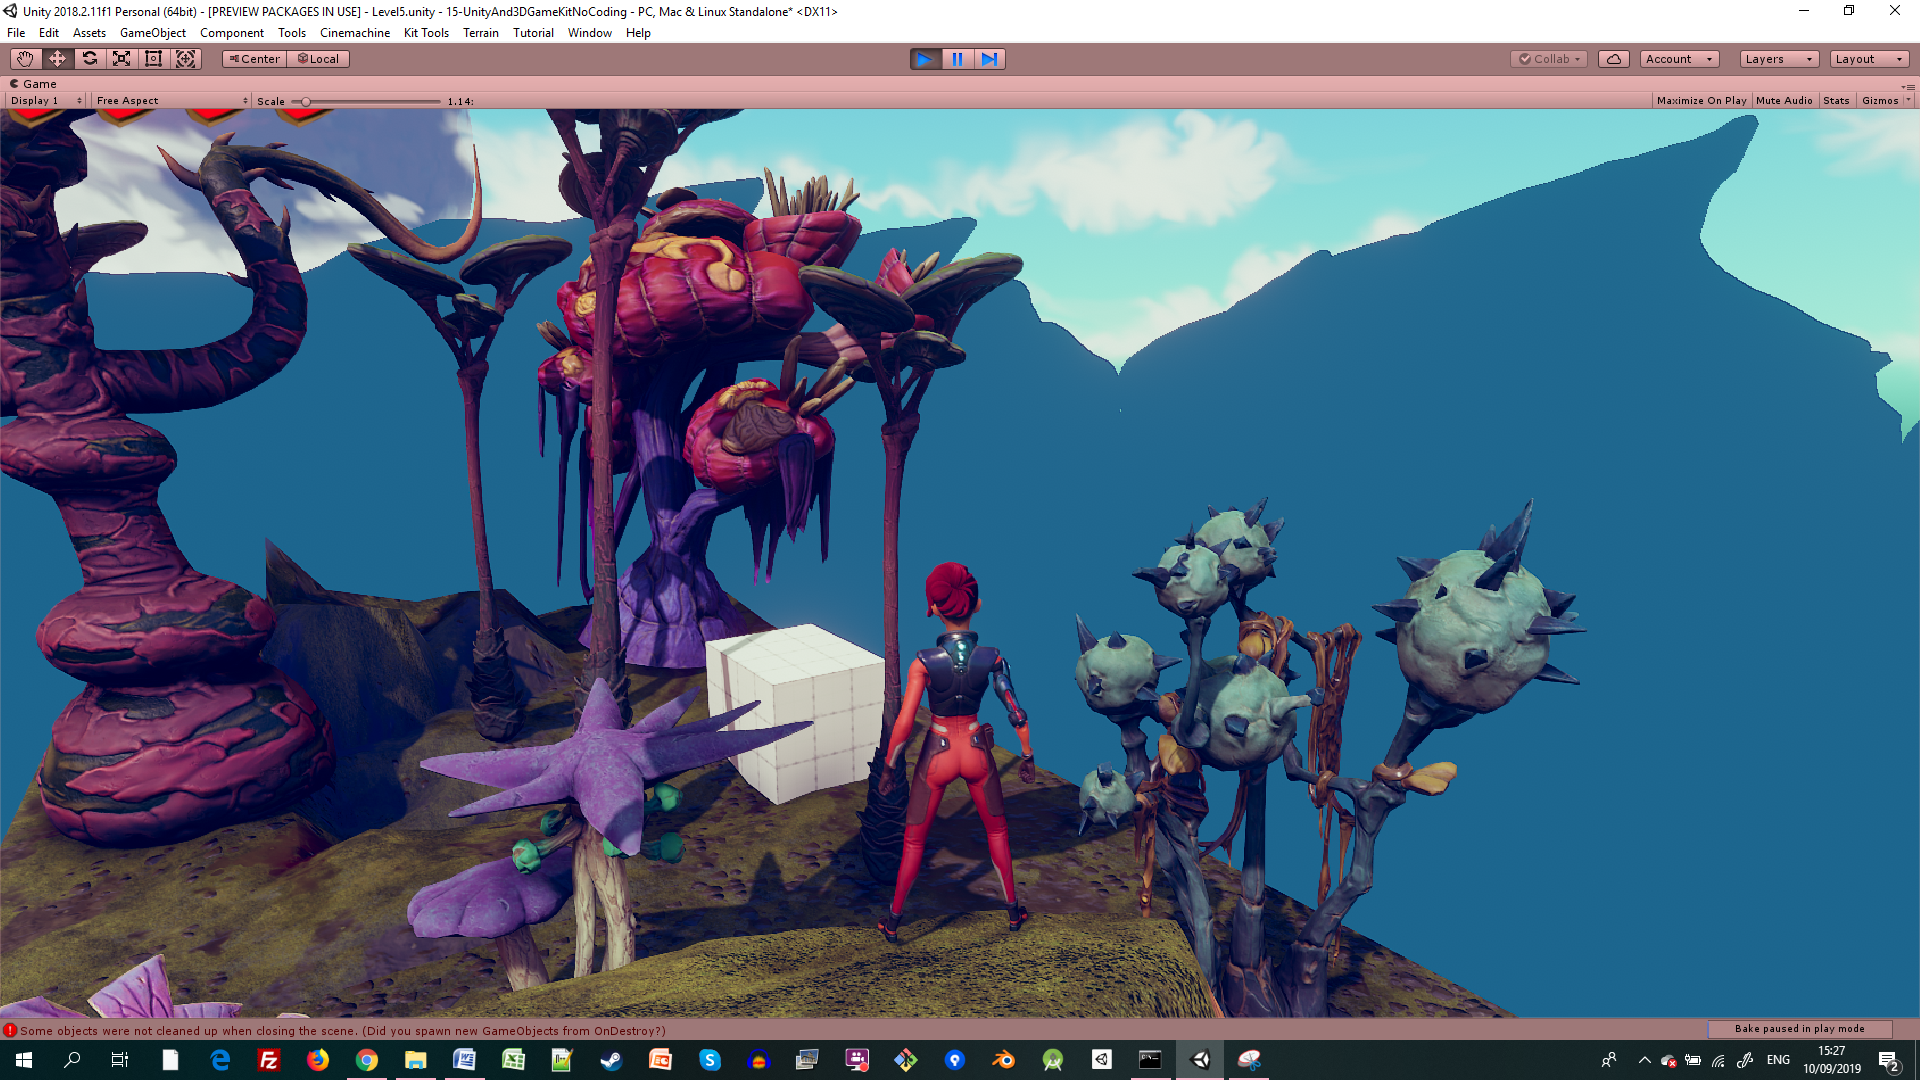 Unity 2018.2.11f1 Personal (64bit) - [PREVIEW PACKAGES IN USE] - Level5.unity - 15-UnityAnd3DGameKitNoCoding - PC, Mac & Linux Standalone* <DX11>
File Edit Assets GameObject Component Tools Cinemachine Kit Tools Terrain Tutorial Window Help
Center Local Collab Account Layers Layout
Game
Display 1 Free Aspect Scale 1.14: Maximize On Play Mute Audio Stats Gizmos
Some objects were not cleaned up when closing the scene. (Did you spawn new GameObjects from OnDestroy?) Bake paused in play mode
ENG 15:27
10/09/2019 2